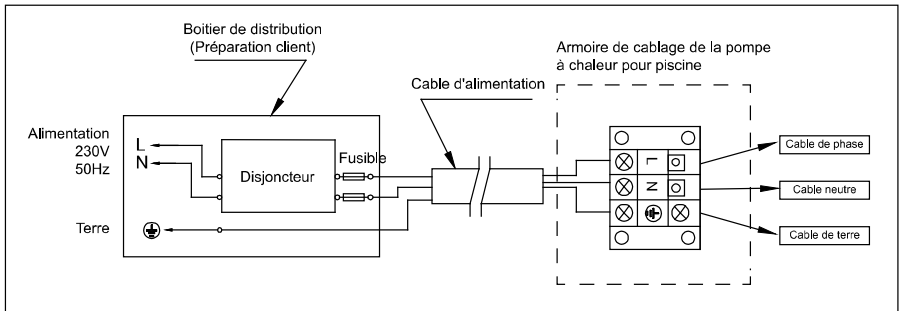 Boitier de distribution
(Préparation client)
Armoire de cablage de la pompe
à chaleur pour piscine
Cable d'alimentation
Alimentation
230V
50Hz
L
N
Disjoncteur
Fusible
Terre
L
N
Cable de phase
Cable neutre
Cable de terre